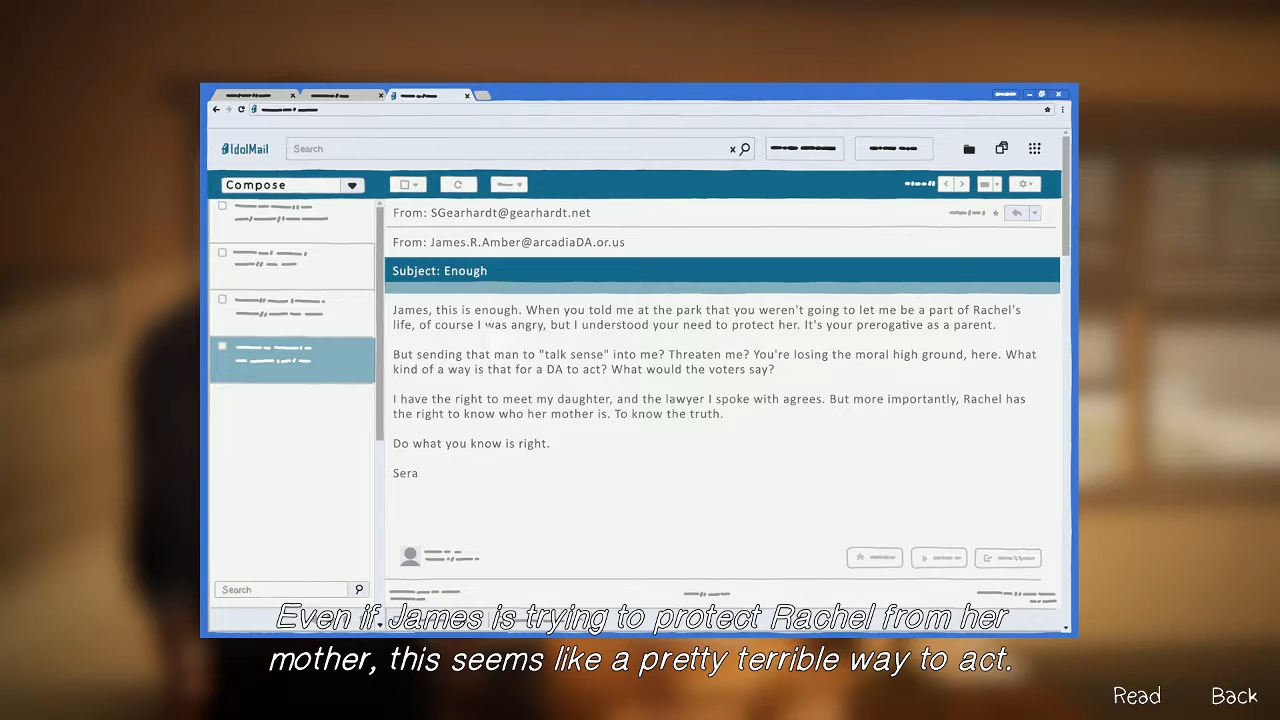 IdolMail
Search
Compose
From: SGearhardt@gearhardt.net
From: James.R.Amber@arcadiaDA.or.us
Subject: Enough
James, this is enough. When you told me at the park that you weren't going to let me be a part of Rachel's
life, of course I was angry, but I understood your need to protect her. It's your prerogative as a parent.
But sending that man to "talk sense" into me? Threaten me? You're losing the moral high ground, here. What
kind of a way is that for a DA to act? What would the voters say?
I have the right to meet my daughter, and the lawyer I spoke with agrees. But more importantly, Rachel has
the right to know who her mother is. To know the truth.
Do what you know is right.
Sera
Search
Even if James is trying to protect Rachel from her
mother, this seems like a pretty terrible way to act.
Read Back